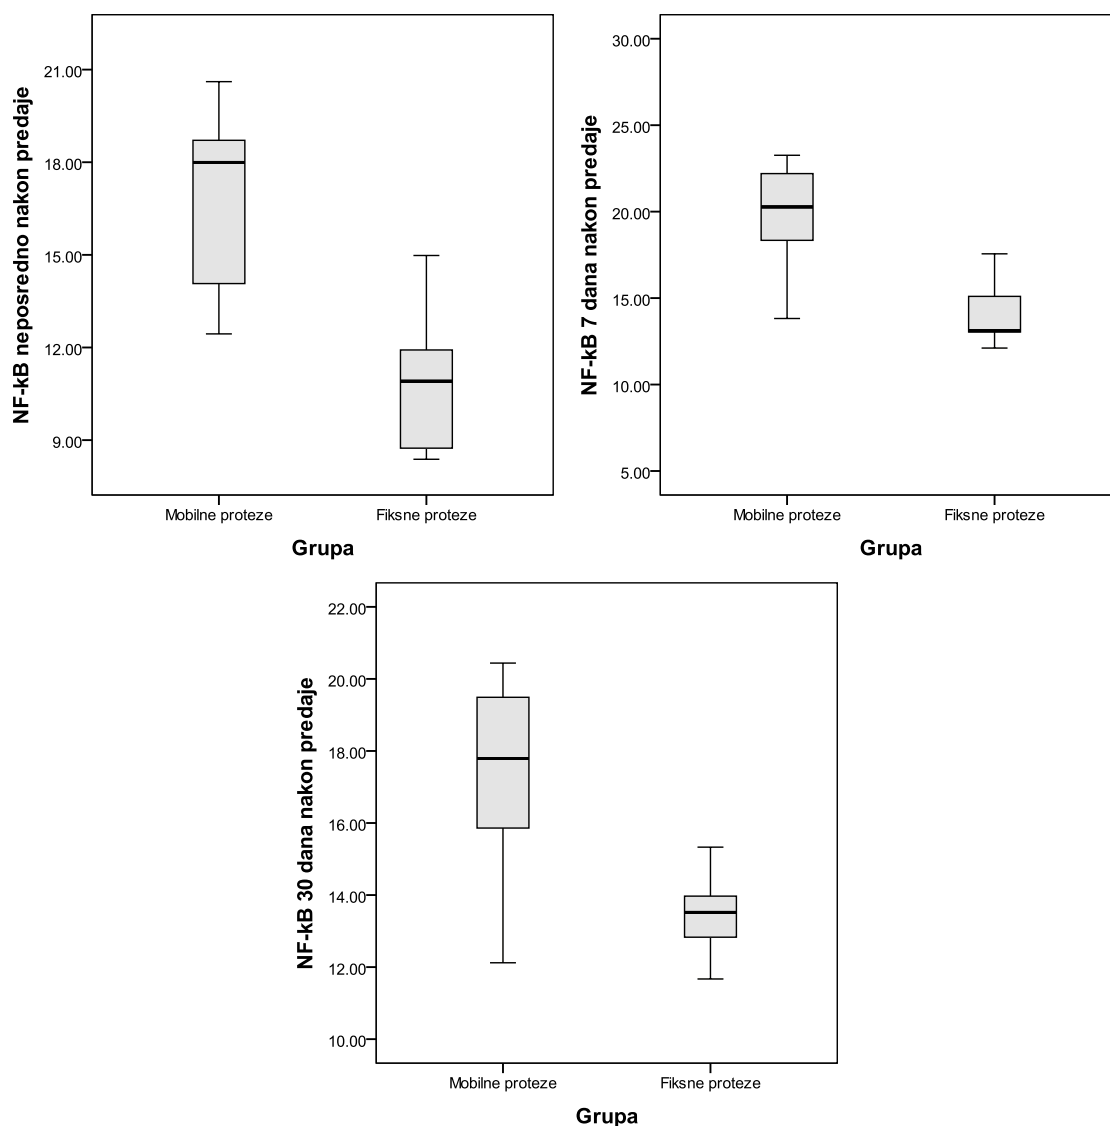 NF-kB neposredno nakon predaje
21.00
18.00
15.00
12.00
9.00
Mobilne proteze
Fiksne proteze
Grupa
NF-kB 7 dana nakon predaje
30.00
25.00
20.00
15.00
10.00
5.00
Mobilne proteze
Fiksne proteze
Grupa
NF-kB 30 dana nakon predaje
22.00
20.00
18.00
16.00
14.00
12.00
10.00
Mobilne proteze
Fiksne proteze
Grupa